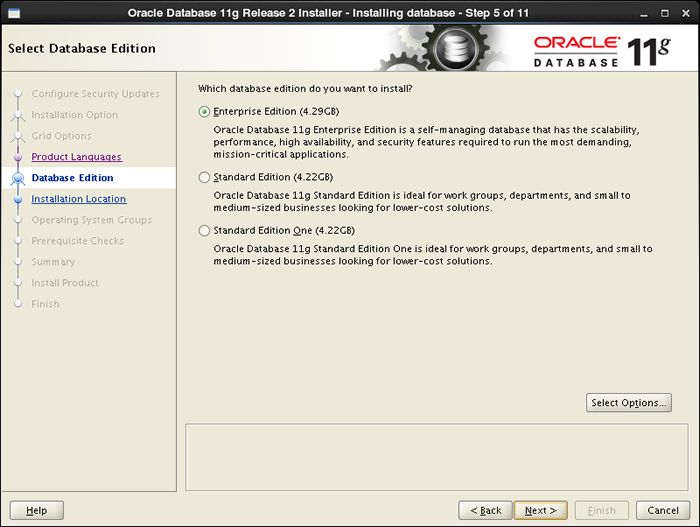 Oracle Database 11g Release 2 Installer - Installing database - Step 5 of 11
Select Database Edition
ORACLE
DATABASE 11g
Configure Security Updates
Installation Option
Grid Options
Product Languages
Database Edition
Installation Location
Operating System Groups
Prerequisite Checks
Summary
Install Product
Finish
Which database edition do you want to install?
Enterprise Edition (4.29GB)
Oracle Database 11g Enterprise Edition is a self-managing database that has the scalability,
performance, high availability, and security features required to run the most demanding,
mission-critical applications.
Standard Edition (4.22GB)
Oracle Database 11g Standard Edition is ideal for work groups, departments, and small to
medium-sized businesses looking for lower-cost solutions.
Standard Edition One (4.22GB)
Oracle Database 11g Standard Edition One is ideal for work groups, departments, and small to
medium-sized businesses looking for lower-cost solutions.
Select Options...
Help
< Back
Next >
Finish
Cancel